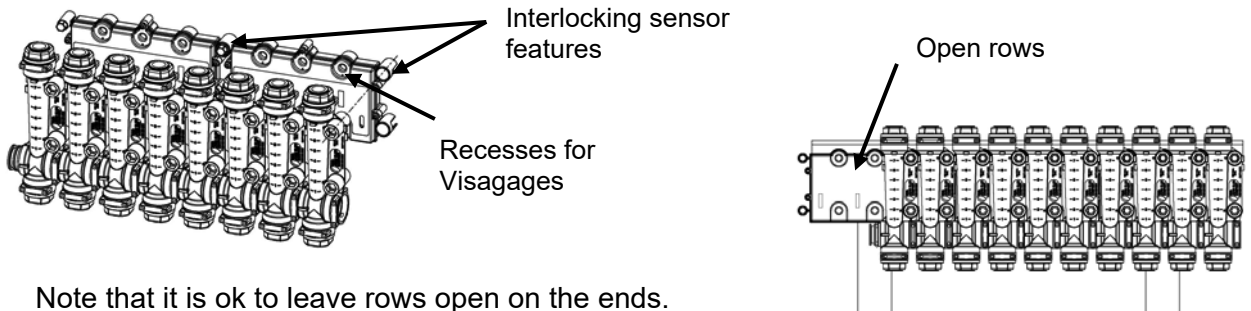 Interlocking sensor
features
Open rows
Recesses for
Visagages
Note that it is ok to leave rows open on the ends.